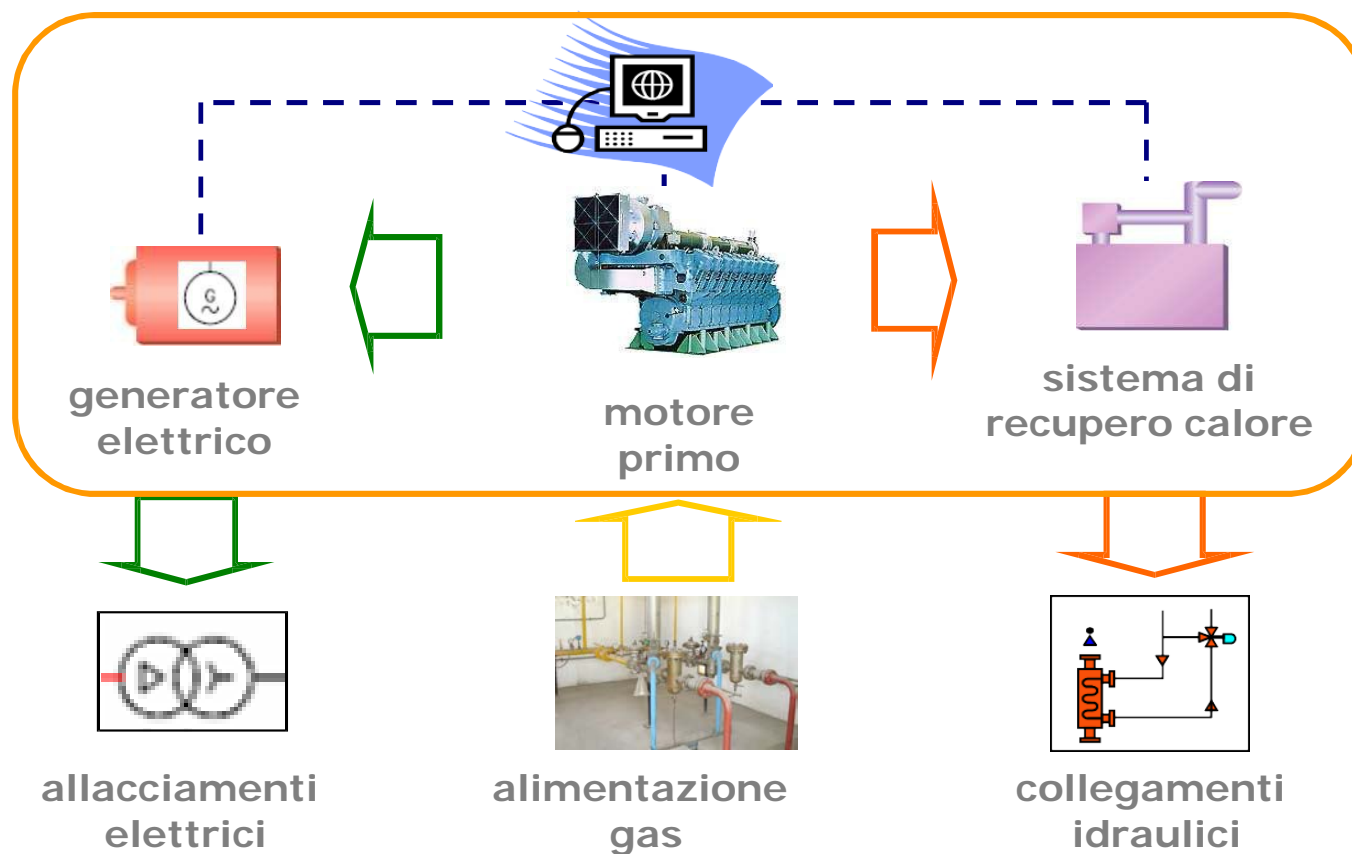 G
generatore
elettrico
motore
primo
sistema di
recupero calore
allacciamenti
elettrici
alimentazione
gas
collegamenti
idraulici